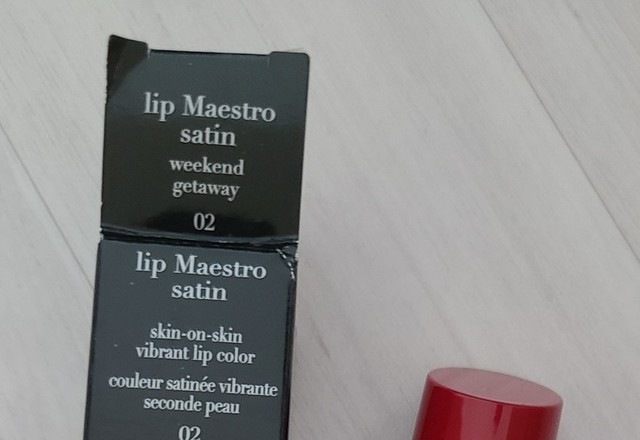 lip Maestro
satin
weekend
getaway
02
lip Maestro
satin
skin-on-skin
vibrant lip color
couleur satinée vibrante
seconde peau
02